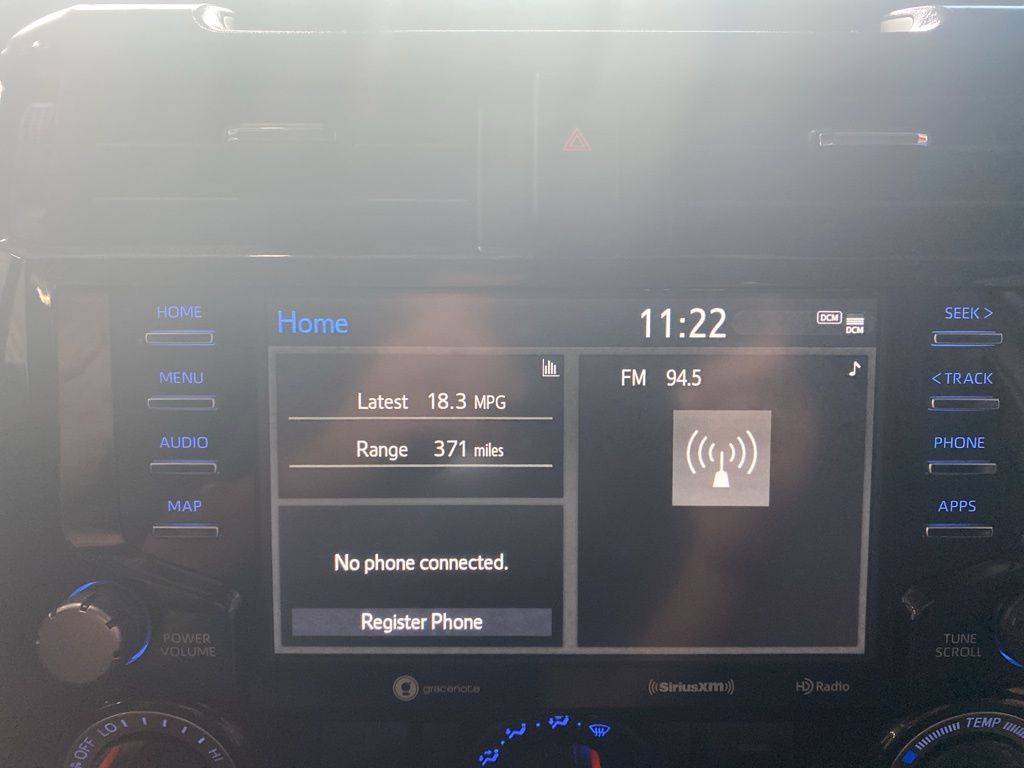 HOME
MENU
AUDIO
MAP
POWER
VOLUME
Home
11:22
DCM
DCM
Latest 18.3 MPG
Range 371 miles
No phone connected.
Register Phone
FM 94.5
SEEK >
< TRACK
PHONE
APPS
TUNE
SCROLL
gracenote
SiriusXM
HD Radio
OFF LO HI
TEMP